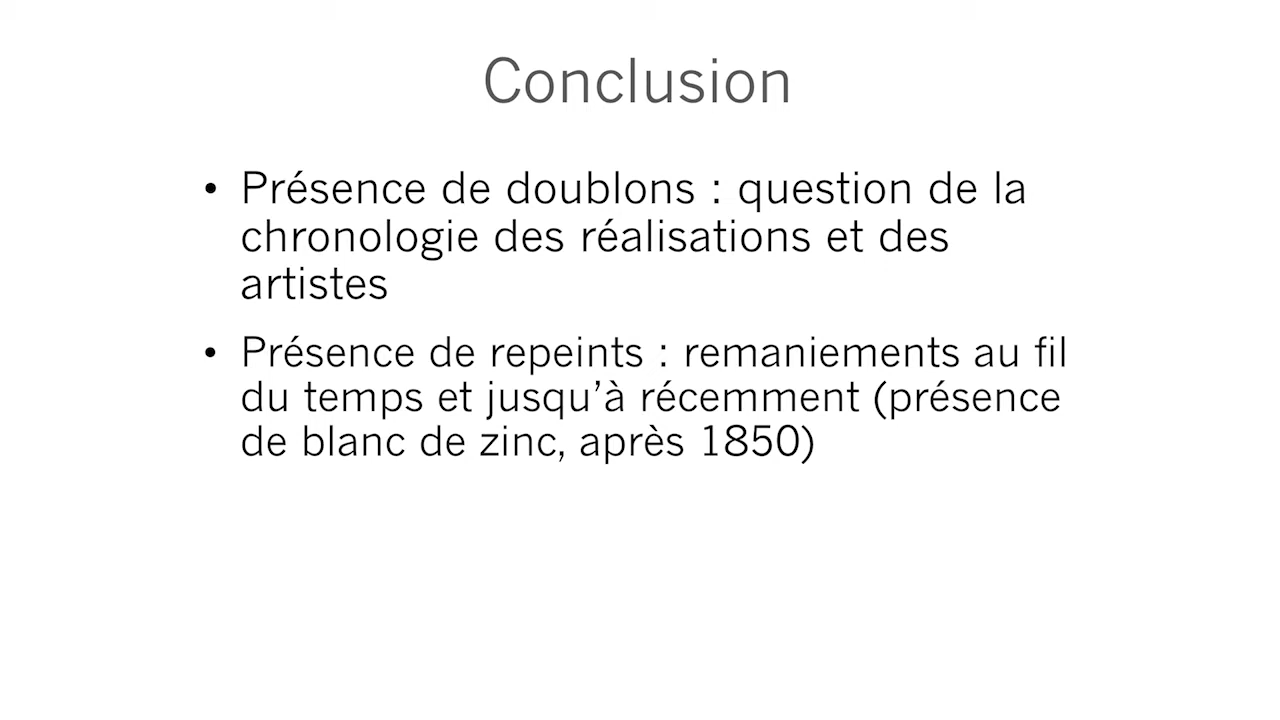 Conclusion
• Présence de doublons : question de la
chronologie des réalisations et des
artistes
• Présence de repeints : remaniements au fil
du temps et jusqu’à récemment (présence
de blanc de zinc, après 1850)